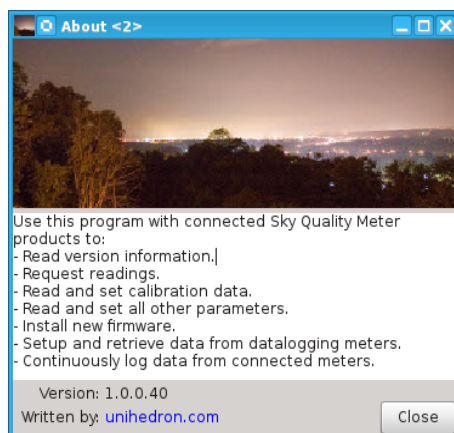 About <2>
Use this program with connected Sky Quality Meter
products to:
- Read version information.
- Request readings.
- Read and set calibration data.
- Read and set all other parameters.
- Install new firmware.
- Setup and retrieve data from datalogging meters.
- Continuously log data from connected meters.
Version: 1.0.0.40
Written by: unihedron.com
Close